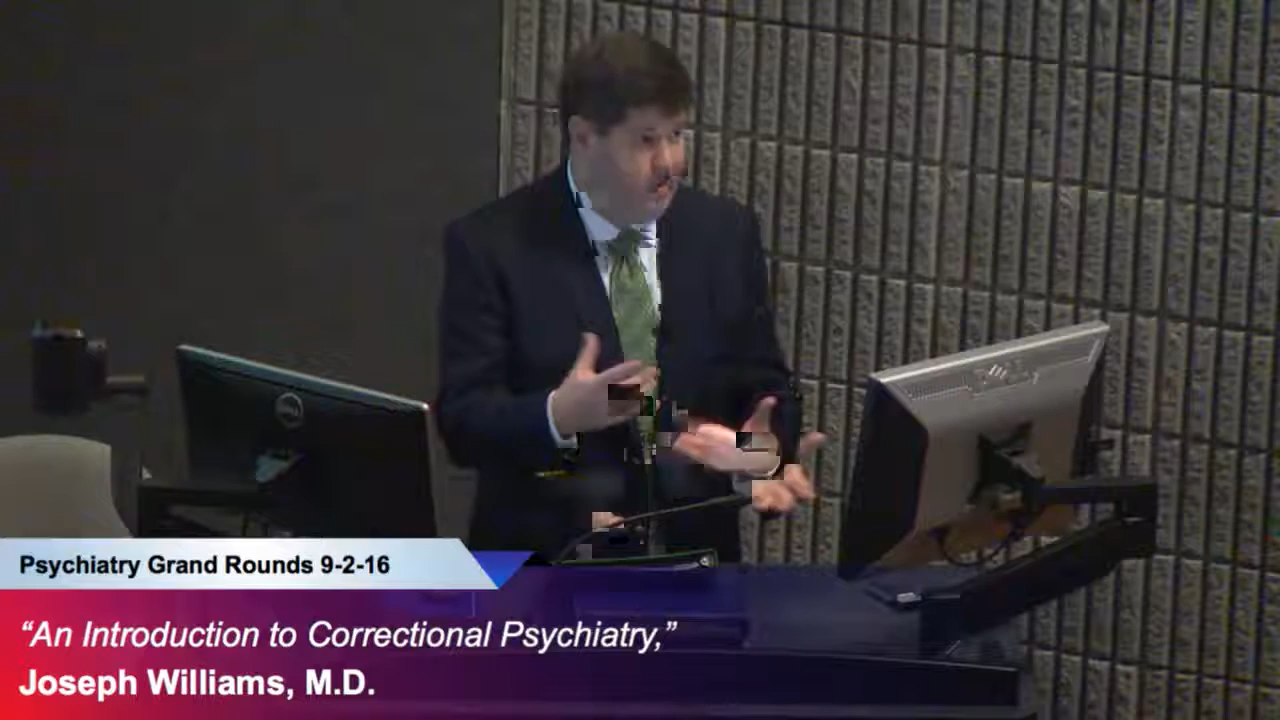 Psychiatry Grand Rounds 9-2-16
“An Introduction to Correctional Psychiatry,”
Joseph Williams, M.D.